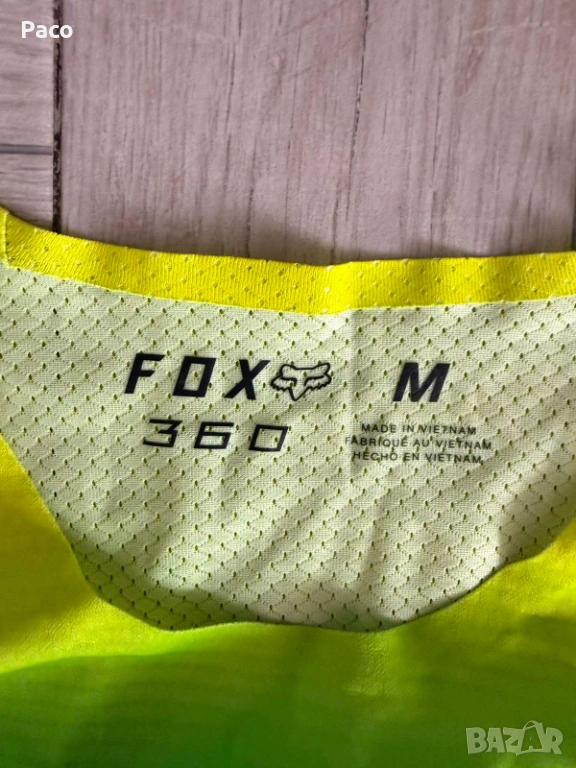 Paco
FOX M
360
MADE IN VIETNAM
FABRIQUÉ AU VIETNAM
HECHO EN VIETNAM
BAZAR